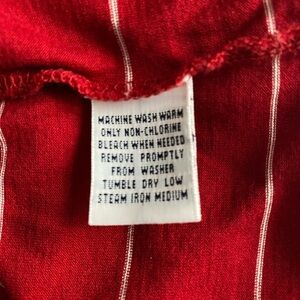 MACHINE WASH WARM
ONLY NON-CHLORINE
BLEACH WHEN NEEDED
REMOVE PROMPTLY
FROM WASHER
TUMBLE DRY LOW
STEAM IRON MEDIUM